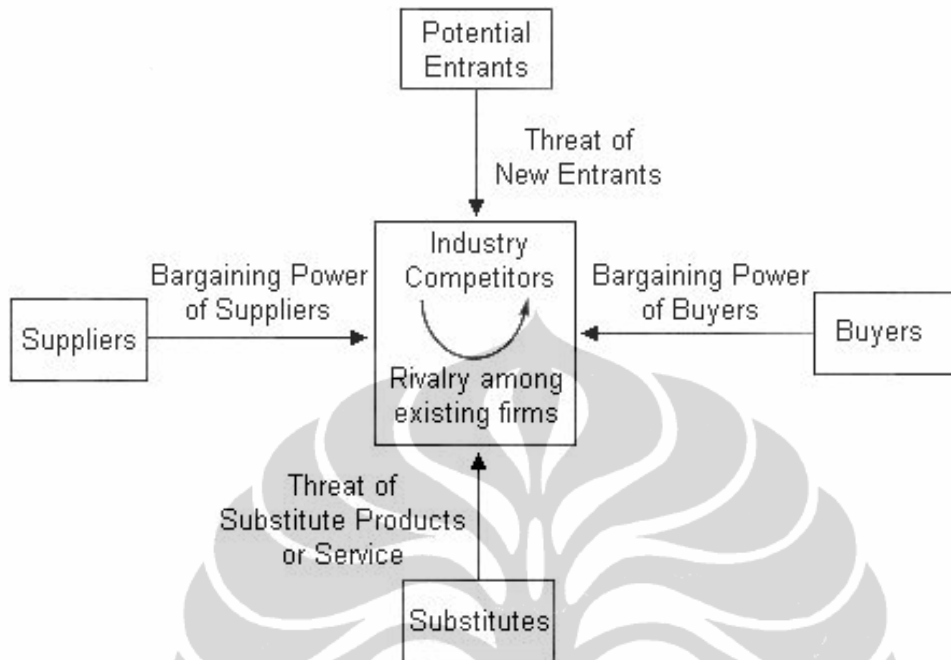 Potential
Entrants
Threat of
New Entrants
Industry
Competitors
Bargaining Power
of Suppliers
Bargaining Power
of Buyers
Suppliers
Buyers
Rivalry among
existing firms
Threat of
Substitute Products
or Service
Substitutes